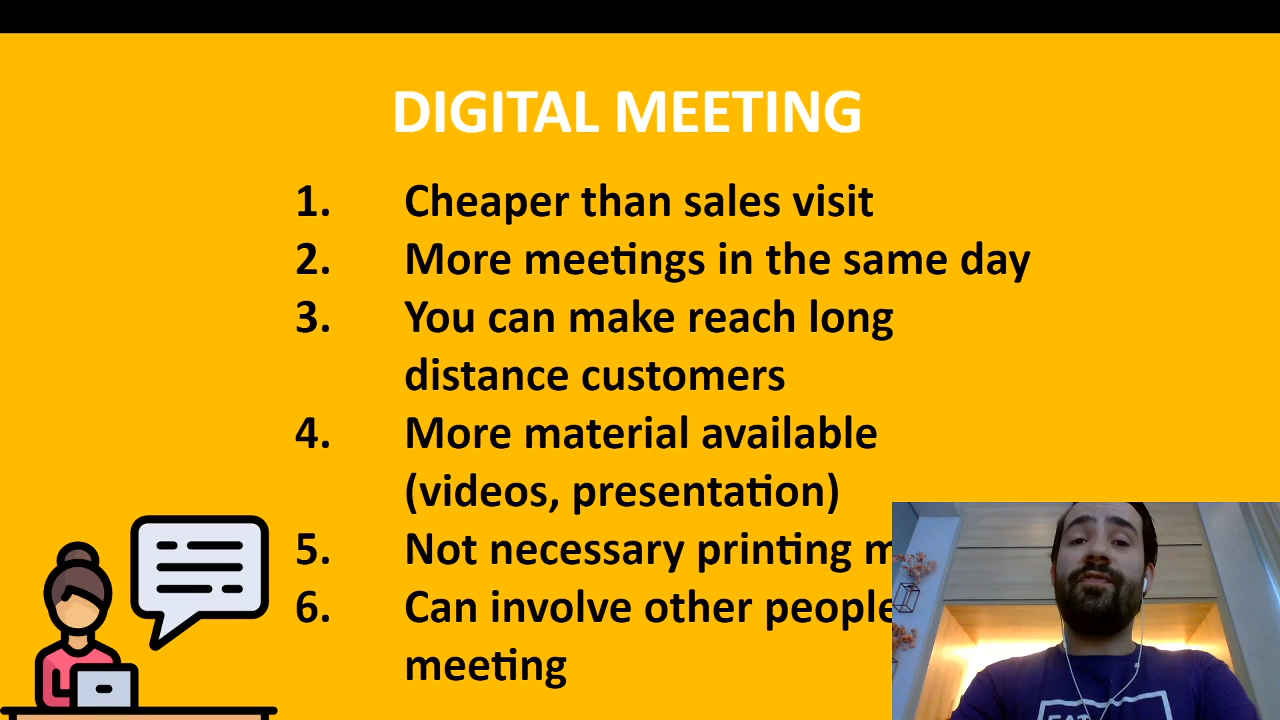 DIGITAL MEETING
1. Cheaper than sales visit
2. More meetings in the same day
3. You can make reach long
distance customers
4. More material available
(videos, presentation)
5. Not necessary printing
6. Can involve other people
meeting